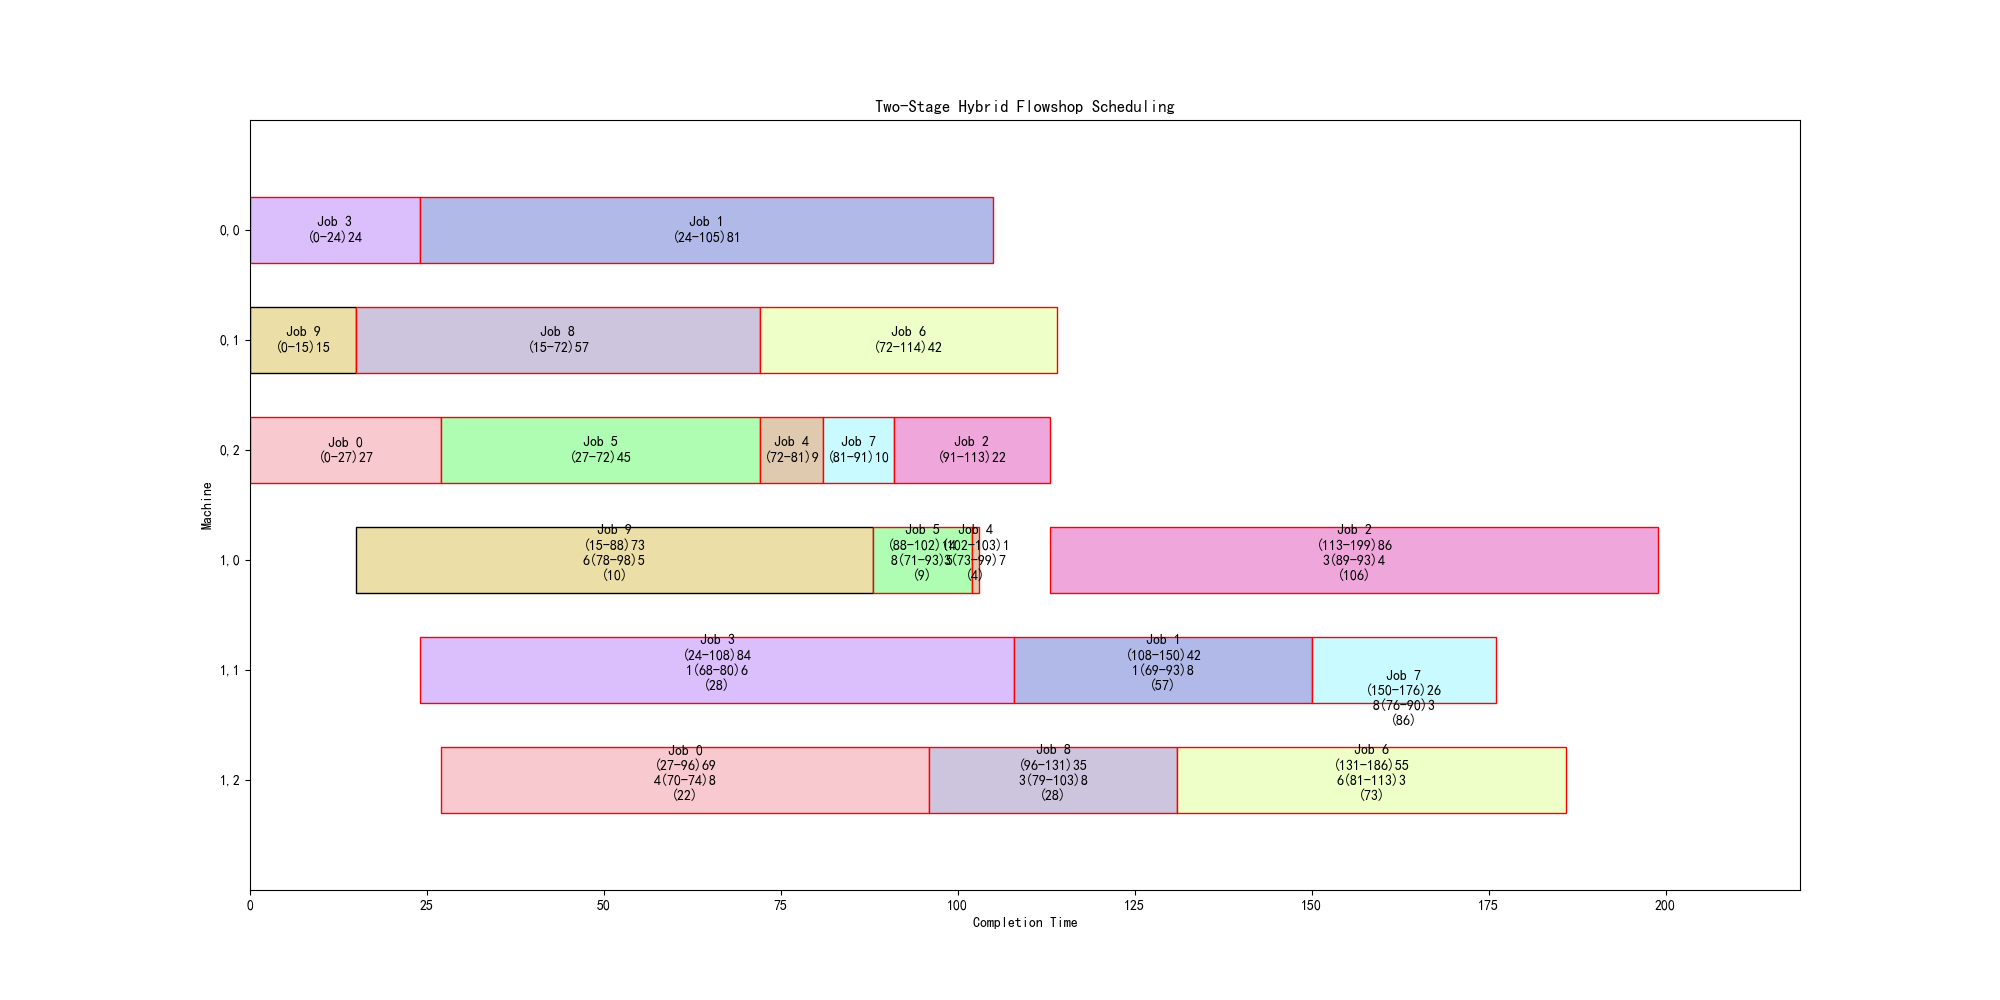 Two-Stage Hybrid Flowshop Scheduling
0,0
Job 3
(0-24)24
Job 1
(24-105)81
0,1
Job 9
(0-15)15
Job 8
(15-72)57
Job 6
(72-114)42
0,2
Job 0
(0-27)27
Job 5
(27-72)45
Job 4
(72-81)9
Job 7
(81-91)10
Job 2
(91-113)22
Machine
1,0
Job 9
(15-88)73
6(78-98)5
(10)
Job 5
(88-102)14
8(71-93)3
(9)
Job 4
(102-103)1
5(73-99)7
(4)
Job 2
(113-199)86
3(89-93)4
(106)
1,1
Job 3
(24-108)84
1(68-80)6
(28)
Job 1
(108-150)42
1(69-93)8
(57)
Job 7
(150-176)26
8(76-90)3
(86)
1,2
Job 0
(27-96)69
4(70-74)8
(22)
Job 8
(96-131)35
3(79-103)8
(28)
Job 6
(131-186)55
6(81-113)3
(73)
0 25 50 75 100 125 150 175 200
Completion Time